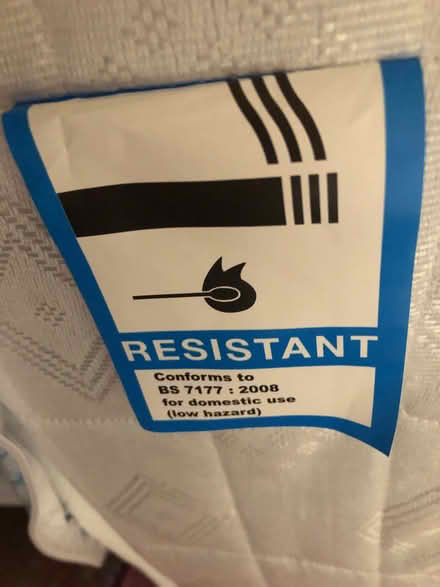 RESISTANT
Conforms to
BS 7177 : 2008
for domestic use
(low hazard)